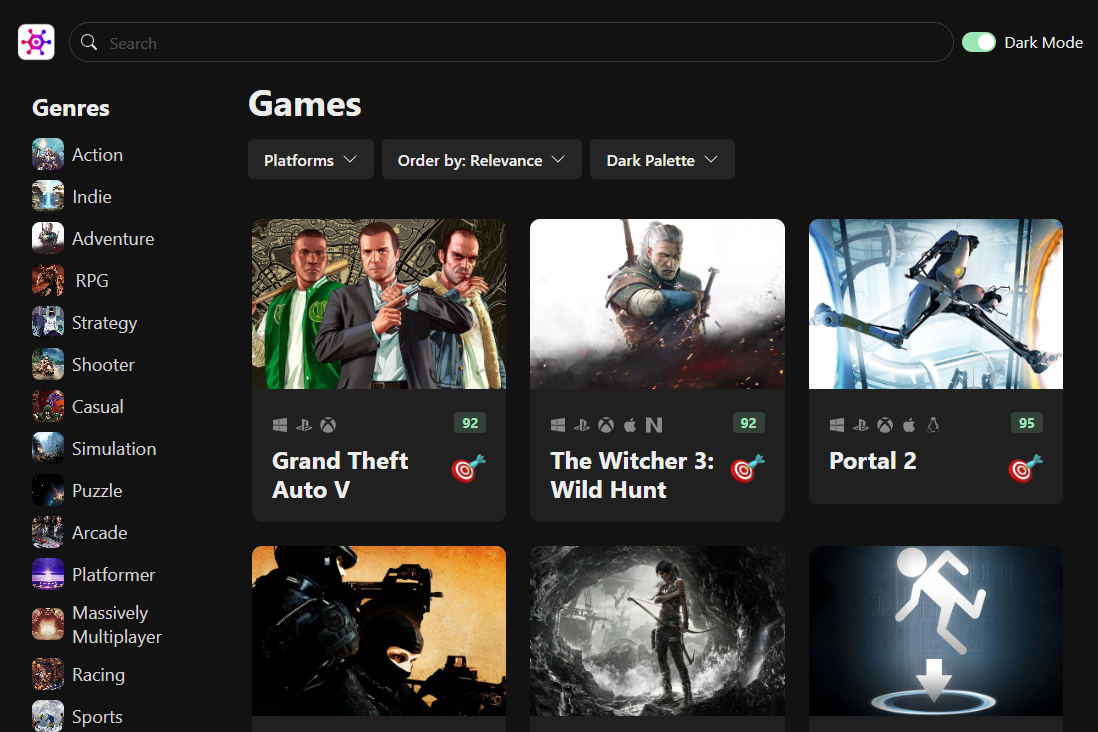 Search
Dark Mode
Genres
Action
Indie
Adventure
RPG
Strategy
Shooter
Casual
Simulation
Puzzle
Arcade
Platformer
Massively
Multiplayer
Racing
Sports
Games
Platforms
Order by: Relevance
Dark Palette
92
Grand Theft
Auto V
92
The Witcher 3:
Wild Hunt
95
Portal 2